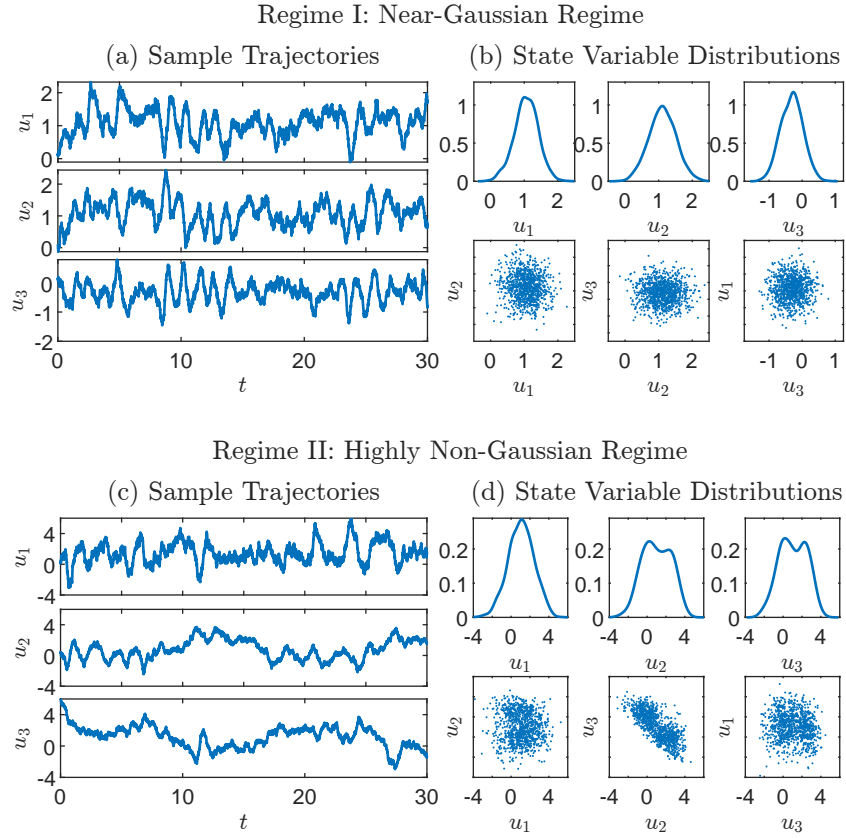 Regime I: Near-Gaussian Regime
(a) Sample Trajectories
(b) State Variable Distributions
u1
2
1
0
u2
2
1
0
u3
0
-1
-2
0 10 20 30
t
1
0.5
0
0 1 2
u1
1
0.5
0
0 1 2
u2
1
0.5
0
-1 0 1
u3
u2
0 1 2
u1
u3
0 1 2
u2
u1
-1 0 1
u3
Regime II: Highly Non-Gaussian Regime
(c) Sample Trajectories
(d) State Variable Distributions
u1
4
0
-4
u2
4
0
-4
u3
4
0
-4
0 10 20 30
t
0.2
0.1
0
-4 0 4
u1
0.2
0.1
0
-4 0 4
u2
0.2
0.1
0
-4 0 4
u3
u2
-4 0 4
u1
u3
-4 0 4
u2
u1
-4 0 4
u3